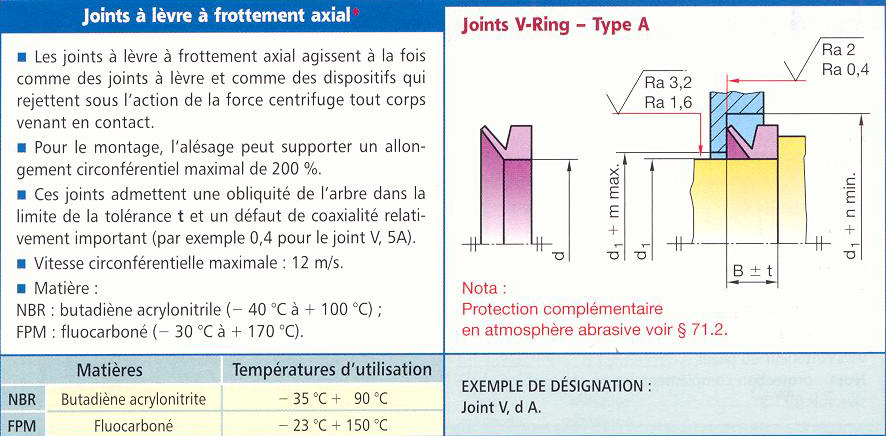 Joints à lèvre à frottement axial*
■ Les joints à lèvre à frottement axial agissent à la fois
comme des joints à lèvre et comme des dispositifs qui
rejettent sous l'action de la force centrifuge tout corps
venant en contact.
■ Pour le montage, l'alésage peut supporter un allon-
gement circonférentiel maximal de 200 %.
■ Ces joints admettent une obliquité de l'arbre dans la
limite de la tolérance t et un défaut de coaxialité relati-
vement important (par exemple 0,4 pour le joint V, 5A).
■ Vitesse circonférentielle maximale : 12 m/s.
■ Matière :
NBR : butadiène acrylonitrile (− 40 °C à + 100 °C) ;
FPM : fluocarboné (− 30 °C à + 170 °C).
Matières Températures d'utilisation
NBR Butadiène acrylonitrite − 35 °C + 90 °C
FPM Fluocarboné − 23 °C + 150 °C
Joints V-Ring – Type A
Ra 2
Ra 0,4
Ra 3,2
Ra 1,6
d
d1 + m max.
d1
d1 + n min.
B ± t
Nota :
Protection complémentaire
en atmosphère abrasive voir § 71.2.
EXEMPLE DE DÉSIGNATION :
Joint V, d A.